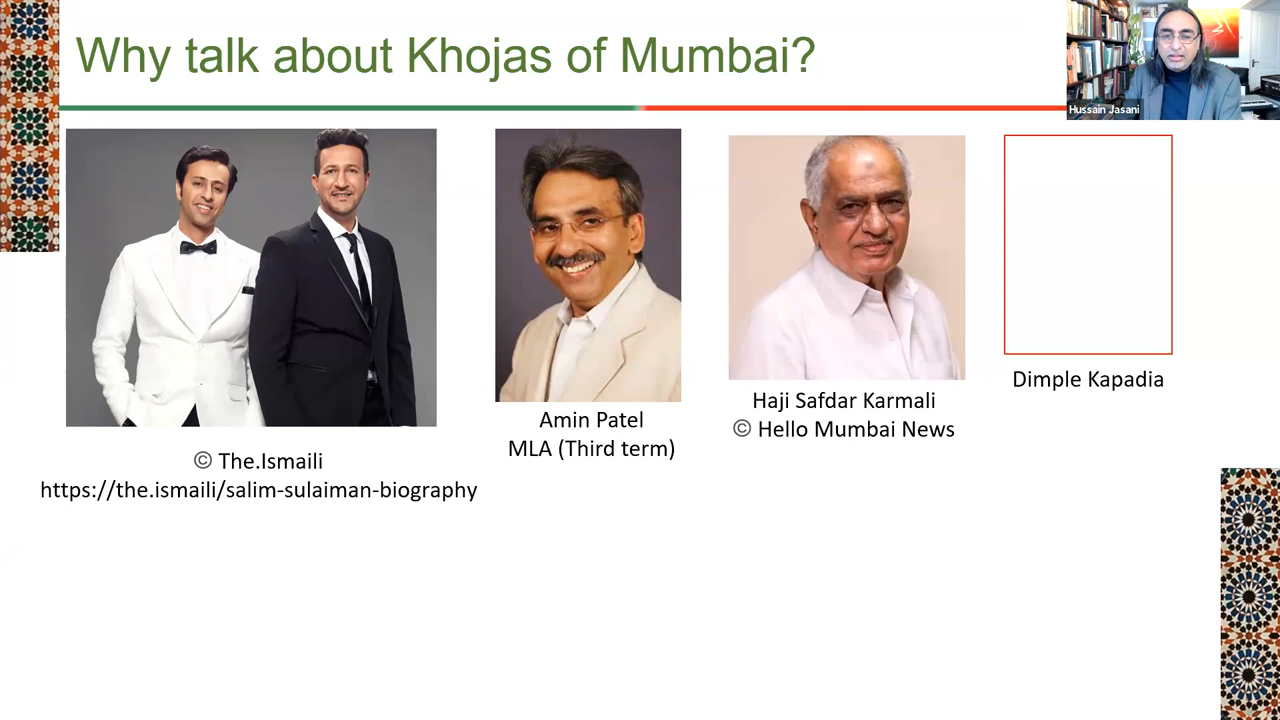 Why talk about Khojas of Mumbai?
Hussain Jasani
© The.Ismaili
https://the.ismaili/salim-sulaiman-biography
Amin Patel
MLA (Third term)
Haji Safdar Karmali
© Hello Mumbai News
Dimple Kapadia